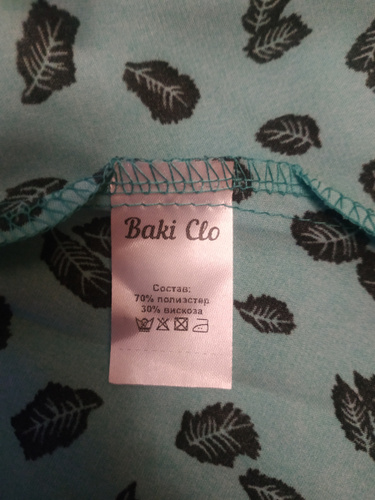 Baki Clo
Состав:
70% полиэстер
30% вискоза